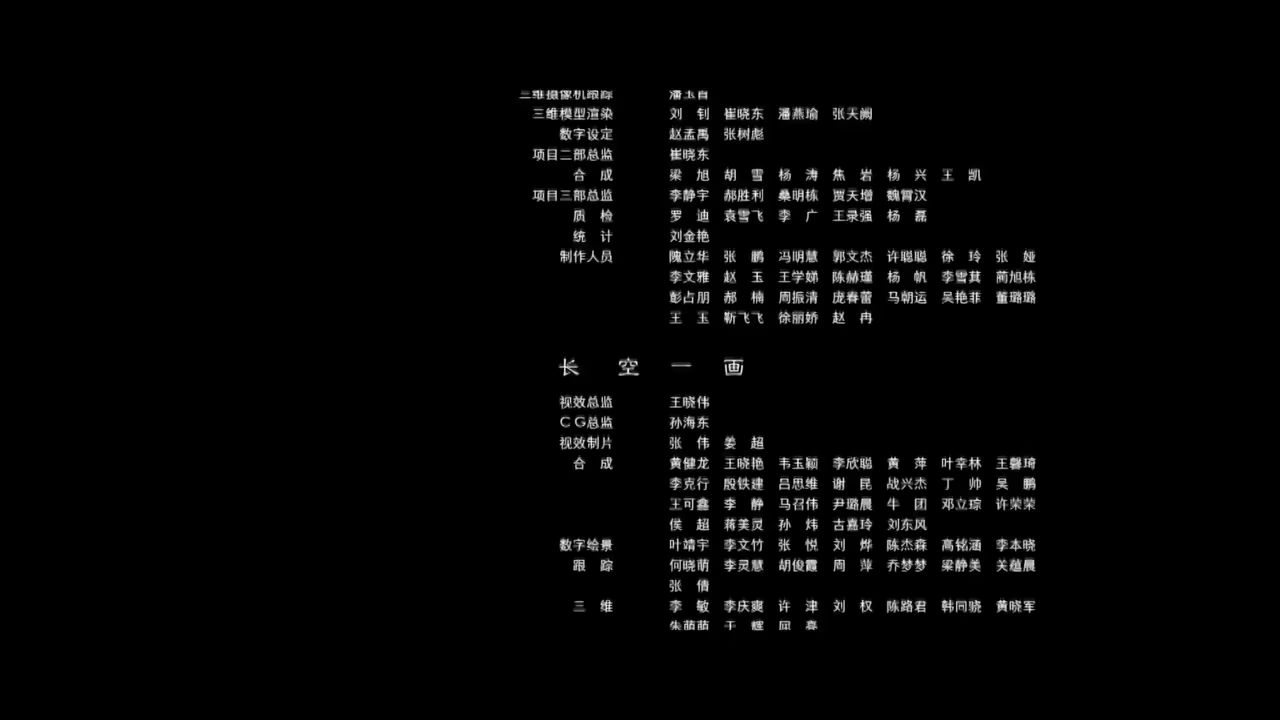 三维摄像机跟踪 潘玉首
三维模型渲染 刘 钊 崔晓东 潘燕瑜 张天阙
数字设定 赵孟禹 张树彪
项目二部总监 崔晓东
合 成 梁 旭 胡 雪 杨 涛 焦 岩 杨 兴 王 凯
项目三部总监 李静宇 郝胜利 桑明栋 贾天增 魏霄汉
质 检 罗 迪 袁雪飞 李 广 王录强 杨 磊
统 计 刘金艳
制作人员 隗立华 张 鹏 冯明慧 郭文杰 许聪聪 徐 玲 张 娅
李文雅 赵 玉 王学娣 陈赫瑾 杨 帆 李雪萁 蔺旭栋
彭占朋 郝 楠 周振清 庞春蕾 马朝运 吴艳菲 董璐璐
王 玉 靳飞飞 徐丽娇 赵 冉
长 空 一 画
视效总监 王晓伟
CG总监 孙海东
视效制片 张 伟 姜 超
合 成 黄健龙 王晓艳 韦玉颖 李欣聪 黄 萍 叶幸林 王馨琦
李克行 殷铁建 吕思维 谢 昆 战兴杰 丁 帅 吴 鹏
王可鑫 李 静 马召伟 尹璐晨 牛 团 邓立琮 许荣荣
侯 超 蒋美灵 孙 炜 古嘉玲 刘东风
数字绘景 叶靖宇 李文竹 张 悦 刘 烨 陈杰森 高铭涵 李本晓
跟 踪 何晓萌 李灵慧 胡俊霞 周 萍 乔梦梦 梁静美 关蕴晨
张 倩
三 维 李 敏 李庆爽 许 津 刘 权 陈路君 韩同骁 黄晓军
朱萌萌 王 辉